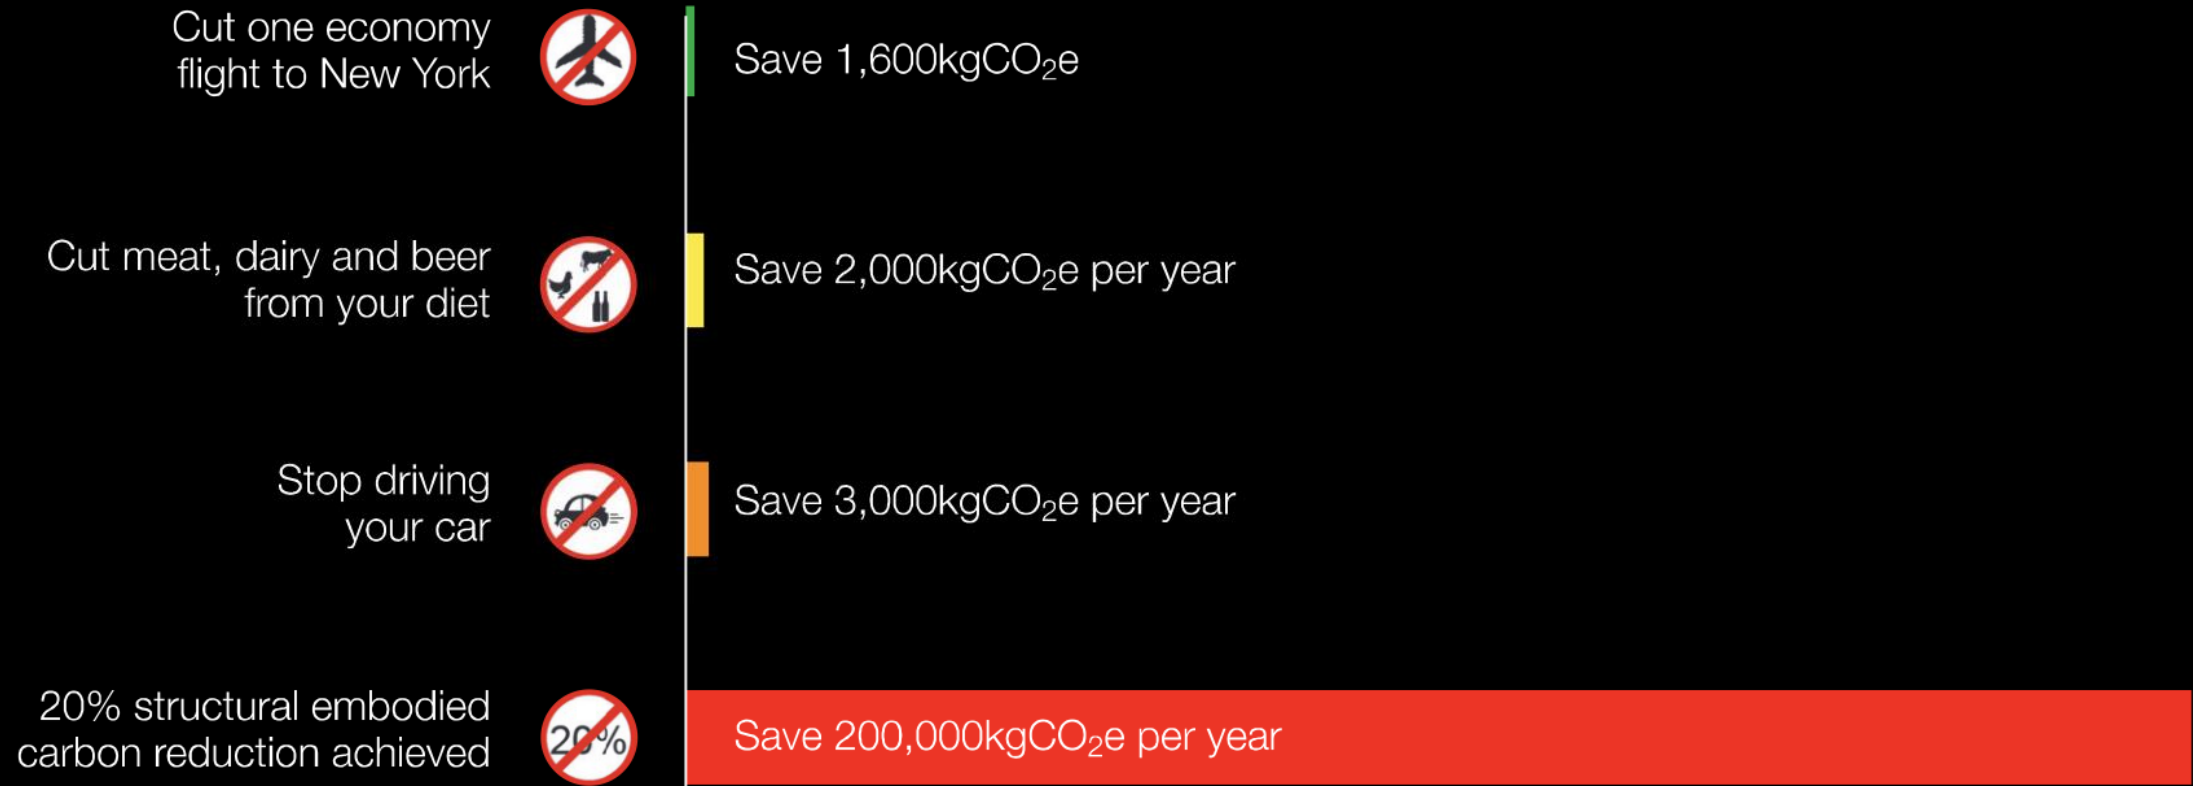 Cut one economy
flight to New York
Save 1,600kgCO₂e
Cut meat, dairy and beer
from your diet
Save 2,000kgCO₂e per year
Stop driving
your car
Save 3,000kgCO₂e per year
20% structural embodied
carbon reduction achieved
20%
Save 200,000kgCO₂e per year